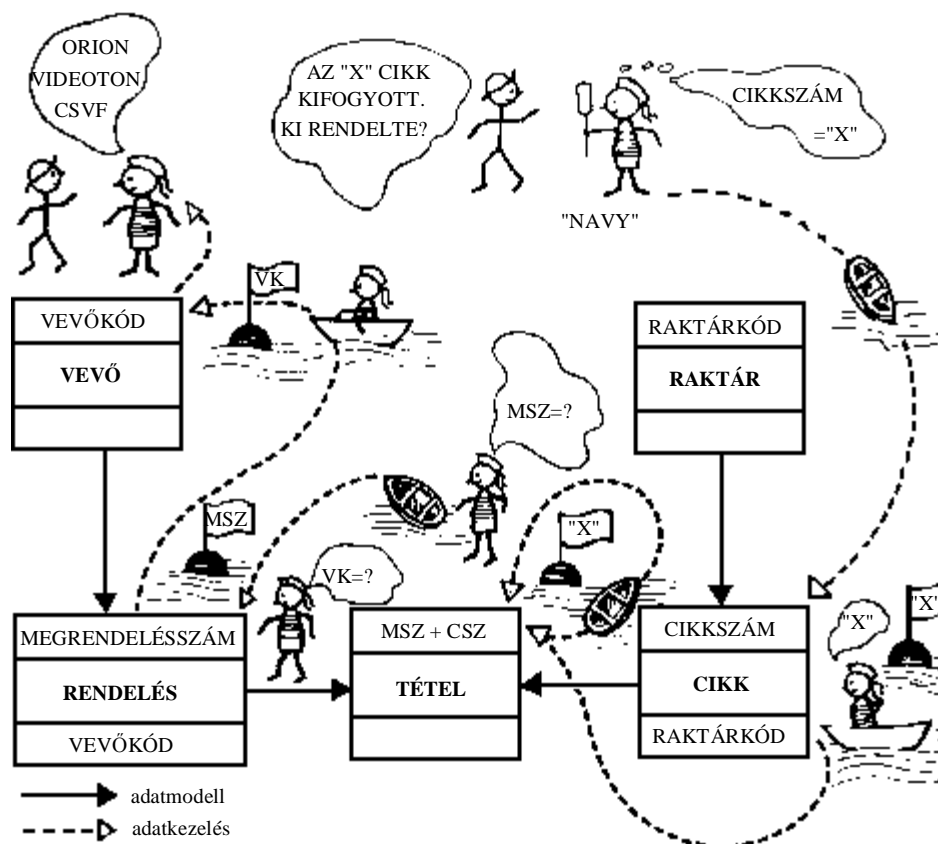 ORION
VIDEOTON
CSVF
AZ "X" CIKK
KIFOGYOTT.
KI RENDELTE?
CIKKSZÁM
="X"
"NAVY"
VK
VEVŐKÓD
VEVŐ
RAKTÁRKÓD
RAKTÁR
MSZ=?
MSZ
"X"
VK=?
"X"
"X"
MEGRENDELÉSSZÁM
RENDELÉS
VEVŐKÓD
MSZ + CSZ
TÉTEL
CIKKSZÁM
CIKK
RAKTÁRKÓD
adatmodell
adatkezelés